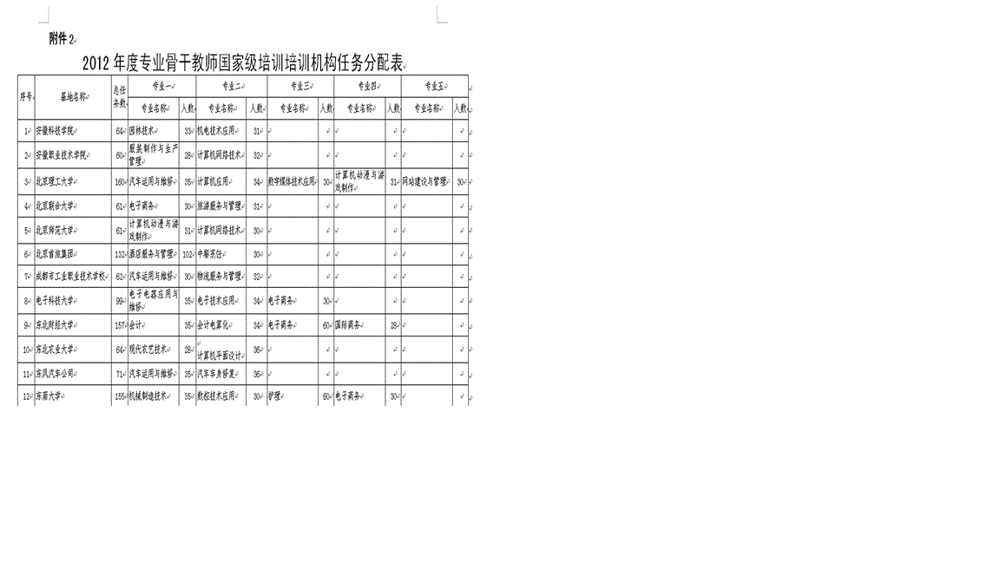 附件2
2012 年度专业骨干教师国家级培训培训机构任务分配表
序号 基地名称 总任务数 专业一 专业二 专业三 专业四 专业五
专业名称 人数 专业名称 人数 专业名称 人数 专业名称 人数 专业名称 人数
1 安徽科技学院 64 园林技术 33 机电技术应用 31
2 安徽职业技术学院 60 服装制作与生产管理 28 计算机网络技术 32
3 北京理工大学 160 汽车运用与维修 35 计算机应用 34 数字媒体技术应用 30 计算机动漫与游戏制作 31 网站建设与管理 30
4 北京联合大学 61 电子商务 30 旅游服务与管理 31
5 北京师范大学 61 计算机动漫与游戏制作 31 计算机网络技术 30
6 北京首旅集团 132 酒店服务与管理 102 中餐烹饪 30
7 成都市工业职业技术学校 62 汽车运用与维修 30 物流服务与管理 32
8 电子科技大学 99 电子电器应用与维修 35 电子技术应用 34 电子商务 30
9 东北财经大学 157 会计 35 会计电算化 34 电子商务 60 国际商务 28
10 东北农业大学 64 现代农艺技术 28 计算机平面设计 36
11 东风汽车公司 71 汽车运用与维修 35 汽车车身修复 36
12 东南大学 155 机械制造技术 35 数控技术应用 30 护理 60 电子商务 30